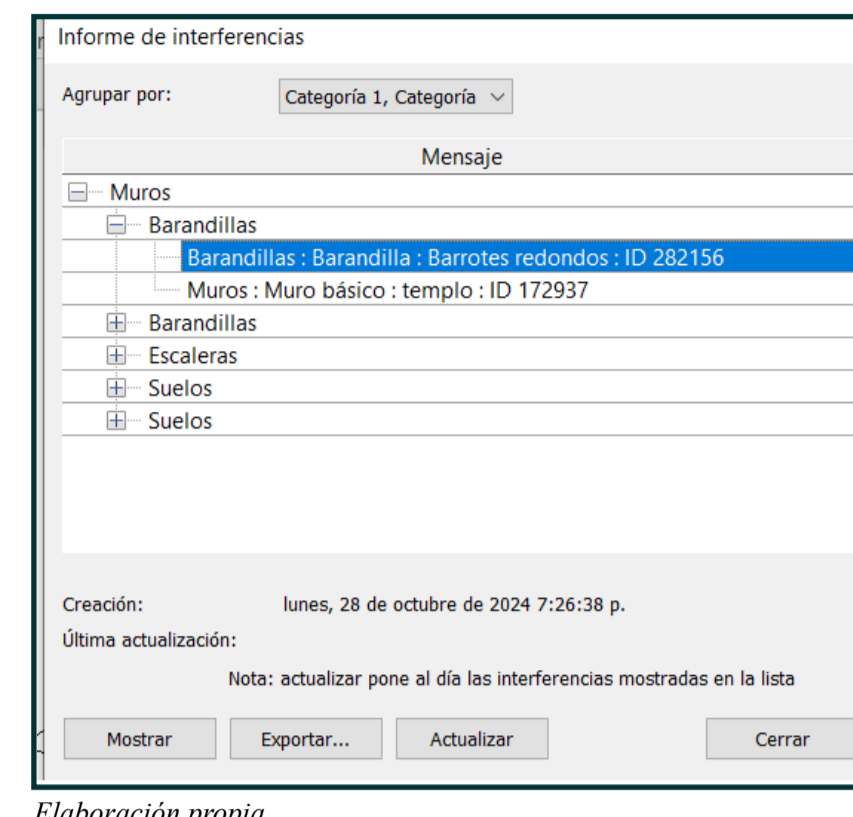 Informe de interferencias
Agrupar por: Categoría 1, Categoría
Mensaje
Muros
Barandillas
Barandillas : Barandilla : Barrotes redondos : ID 282156
Muros : Muro básico : templo : ID 172937
Barandillas
Escaleras
Suelos
Suelos
Creación: lunes, 28 de octubre de 2024 7:26:38 p.
Última actualización:
Nota: actualizar pone al día las interferencias mostradas en la lista
Mostrar Exportar... Actualizar Cerrar
Elaboración propia